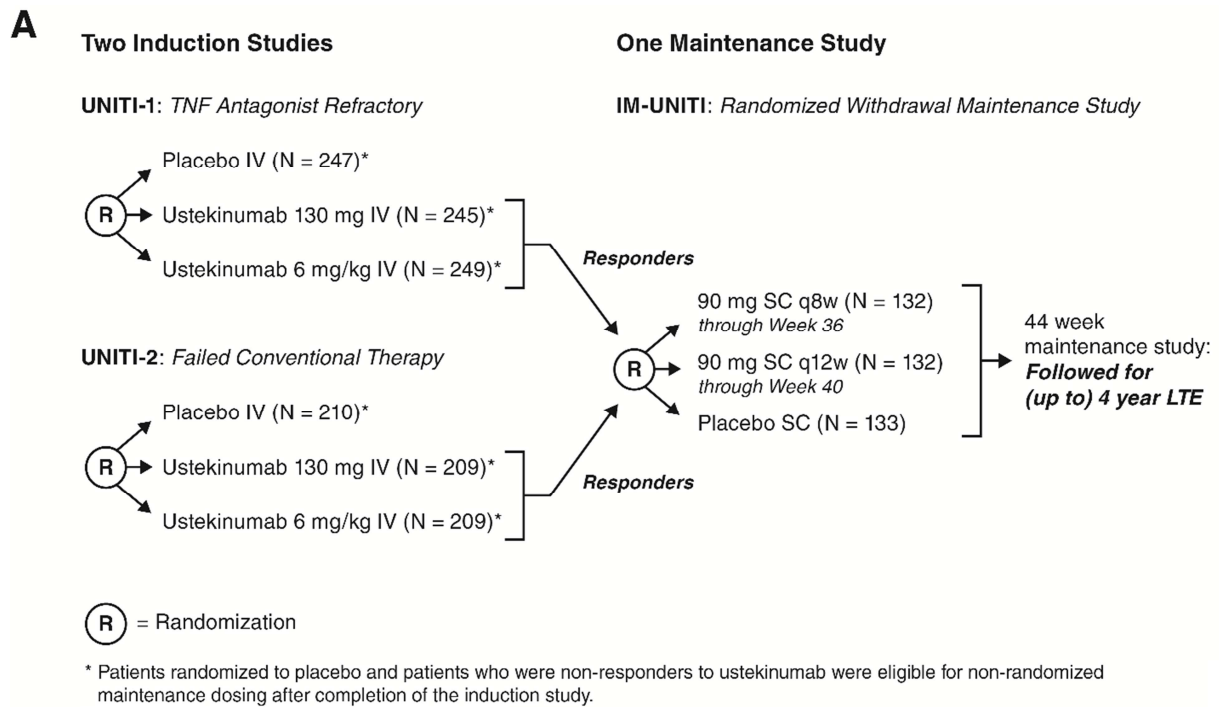 A
Two Induction Studies
UNITI-1: TNF Antagonist Refractory
Placebo IV (N = 247)*
R
Ustekinumab 130 mg IV (N = 245)*
Ustekinumab 6 mg/kg IV (N = 249)*
Responders
UNITI-2: Failed Conventional Therapy
Placebo IV (N = 210)*
R
Ustekinumab 130 mg IV (N = 209)*
Ustekinumab 6 mg/kg IV (N = 209)*
Responders
One Maintenance Study
IM-UNITI: Randomized Withdrawal Maintenance Study
R
90 mg SC q8w (N = 132)
through Week 36
90 mg SC q12w (N = 132)
through Week 40
Placebo SC (N = 133)
44 week
maintenance study:
Followed for
(up to) 4 year LTE
R = Randomization
* Patients randomized to placebo and patients who were non-responders to ustekinumab were eligible for non-randomized
maintenance dosing after completion of the induction study.